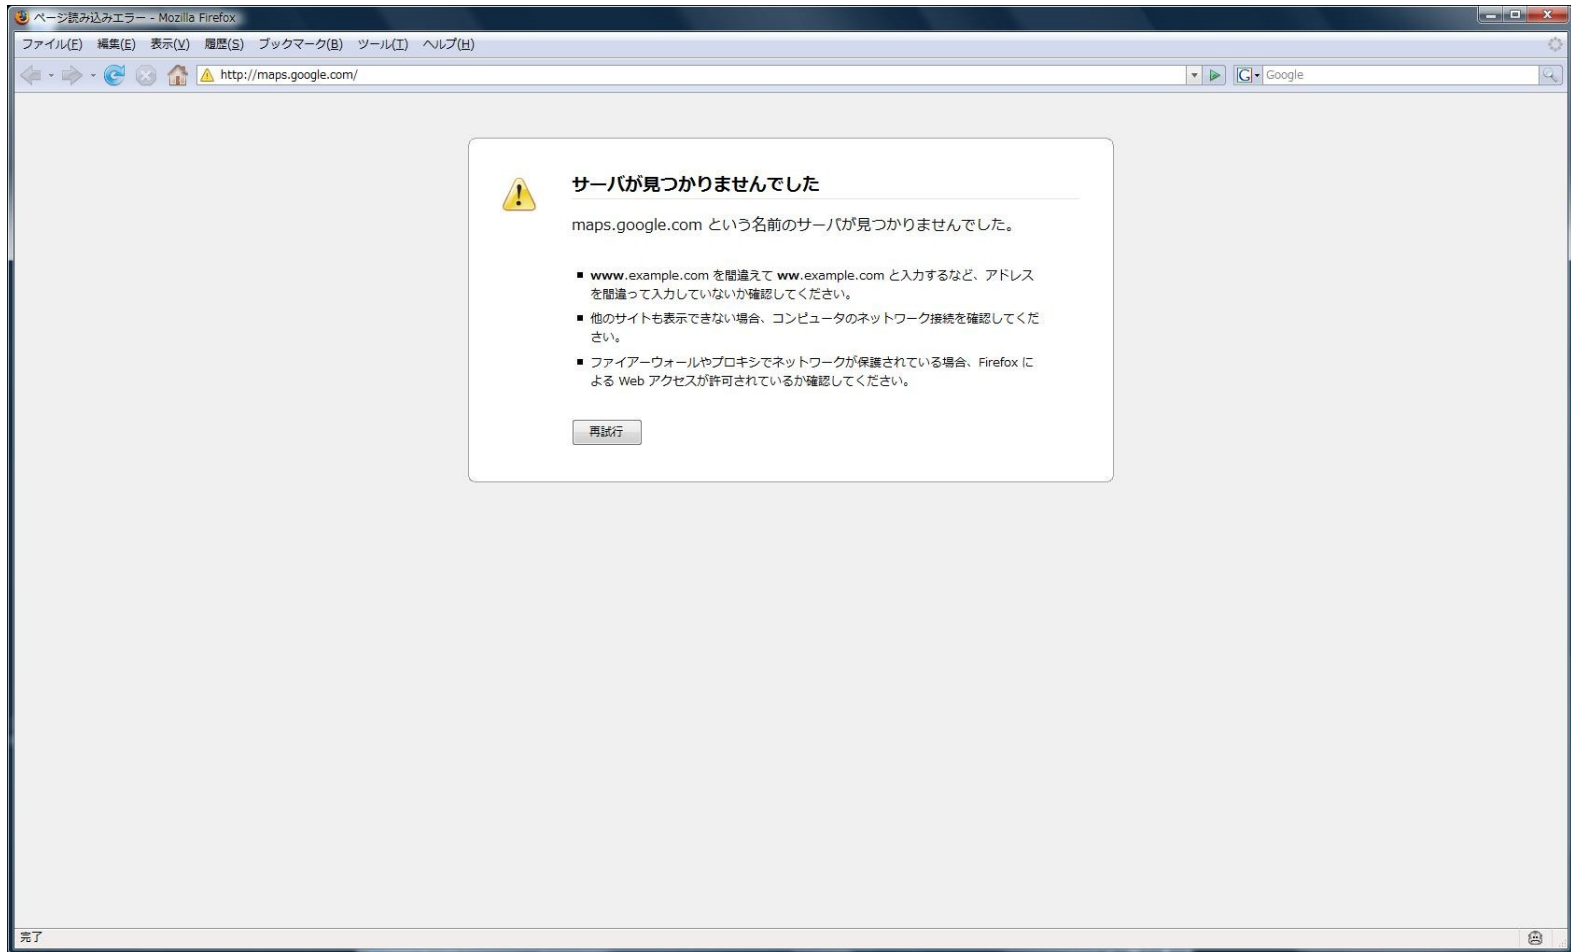 ページ読み込みエラー - Mozilla Firefox
ファイル(F) 編集(E) 表示(V) 履歴(S) ブックマーク(B) ツール(T) ヘルプ(H)
http://maps.google.com/
G Google
サーバが見つかりませんでした
maps.google.com という名前のサーバが見つかりませんでした。
www.example.com を間違えて ww.example.com と入力するなど、アドレス
を間違って入力していないか確認してください。
他のサイトも表示できない場合、コンピュータのネットワーク接続を確認してくだ
さい。
ファイアーウォールやプロキシでネットワークが保護されている場合、Firefox に
よる Web アクセスが許可されているか確認してください。
再試行
完了